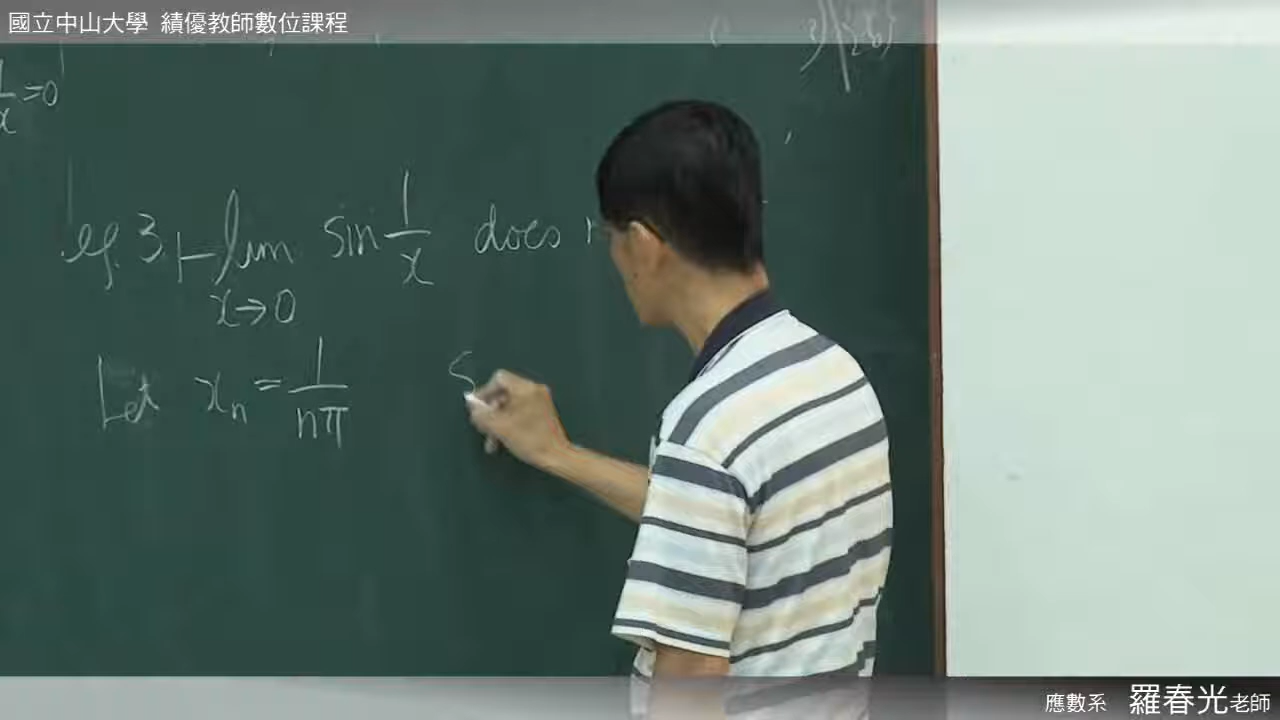 國立中山大學 績優教師數位課程
1/x =0
eg. 3. lim sin 1/x does
x→0
Let xₙ = 1/nπ s
應數系 羅春光老師